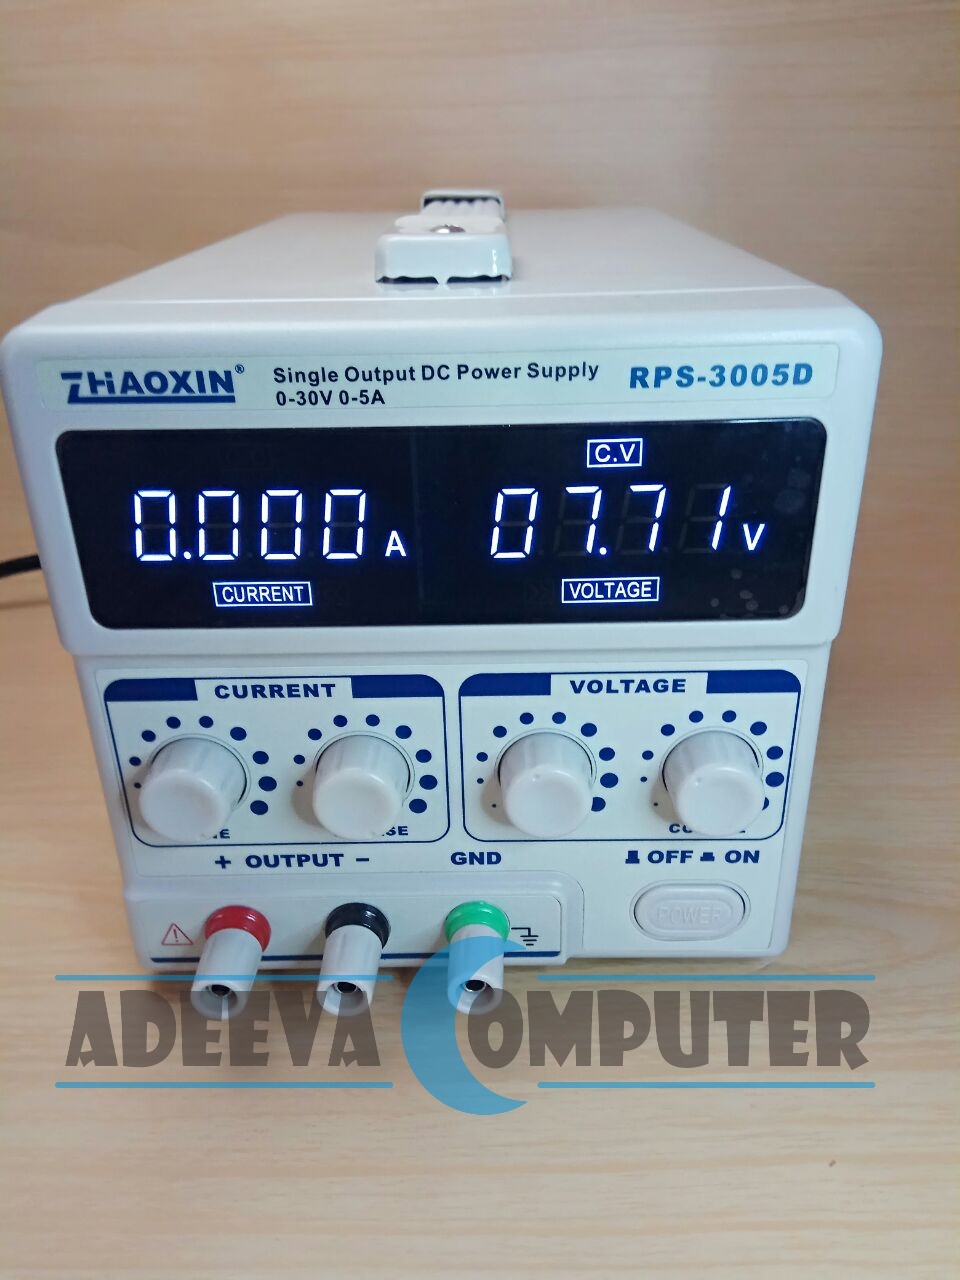 ZHAOXIN® Single Output DC Power Supply RPS-3005D
0-30V 0-5A
C.V
0.000 A 07.71 V
CURRENT VOLTAGE
CURRENT VOLTAGE
+ OUTPUT − GND OFF ON
POWER
ADEEVA COMPUTER